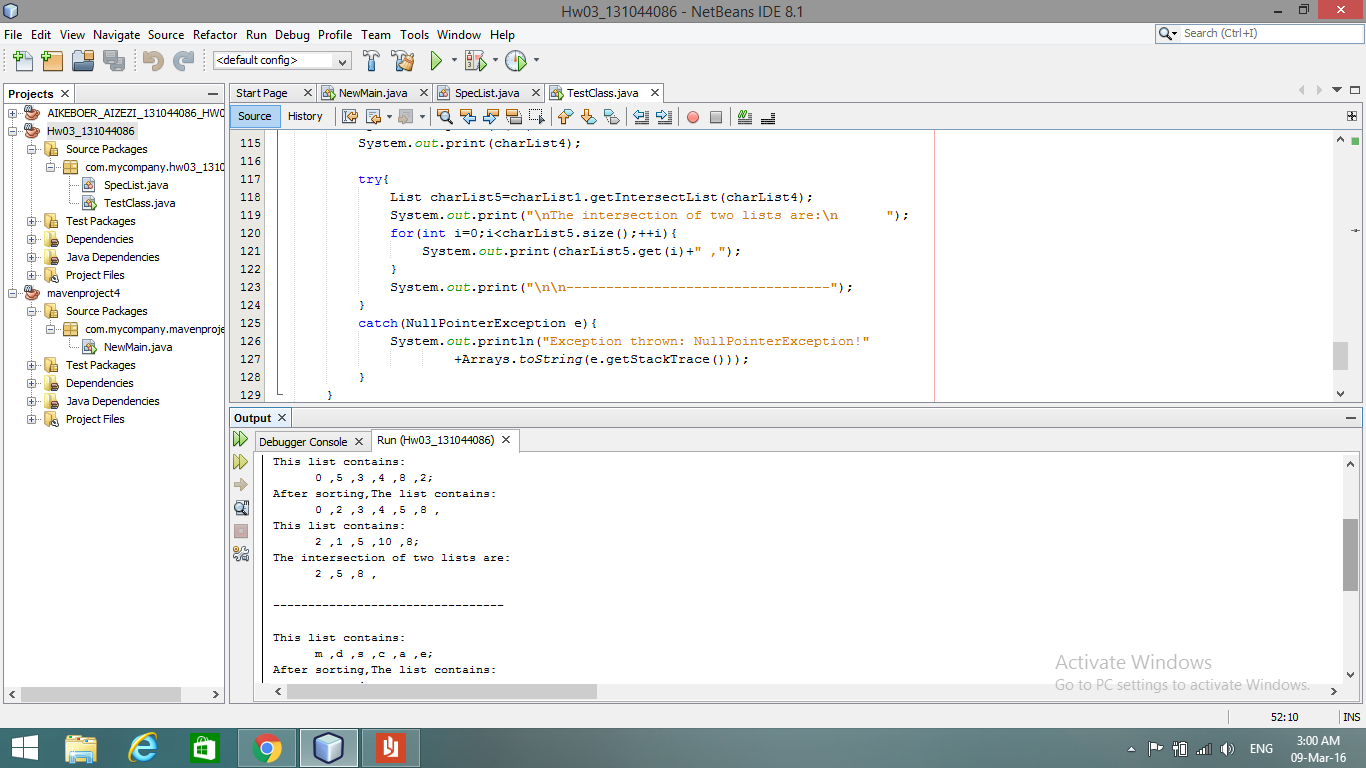 Hw03_131044086 - NetBeans IDE 8.1
File Edit View Navigate Source Refactor Run Debug Profile Team Tools Window Help
Search (Ctrl+I)
<default config>
Projects
Start Page NewMain.java SpecList.java TestClass.java
AIKEBOER_AIZEZI_131044086_HW0
Hw03_131044086
Source Packages
com.mycompany.hw03_1310
SpecList.java
TestClass.java
Test Packages
Dependencies
Java Dependencies
Project Files
mavenproject4
Source Packages
com.mycompany.mavenproje
NewMain.java
Test Packages
Dependencies
Java Dependencies
Project Files
Source History
115 System.out.print(charList4);
116
117 try{
118 List charList5=charList1.getIntersectList(charList4);
119 System.out.print("\nThe intersection of two lists are:\n      ");
120 for(int i=0;i<charList5.size();++i){
121 System.out.print(charList5.get(i)+" ,");
122 }
123 System.out.print("\n\n---------------------------------");
124 }
125 catch(NullPointerException e){
126 System.out.println("Exception thrown: NullPointerException!"
127 +Arrays.toString(e.getStackTrace()));
128 }
129 }
Output
Debugger Console Run (Hw03_131044086)
This list contains:
0 ,5 ,3 ,4 ,8 ,2;
After sorting,The list contains:
0 ,2 ,3 ,4 ,5 ,8 ,
This list contains:
2 ,1 ,5 ,10 ,8;
The intersection of two lists are:
2 ,5 ,8 ,
---------------------------------
This list contains:
m ,d ,s ,c ,a ,e;
After sorting,The list contains:
Activate Windows
Go to PC settings to activate Windows.
52:10 INS
ENG
3:00 AM
09-Mar-16